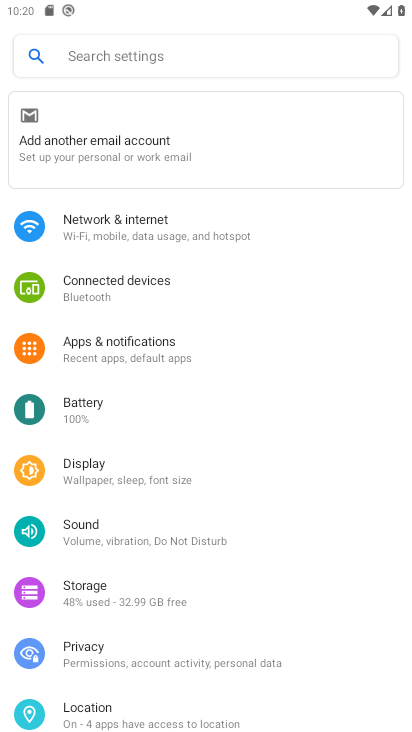 10:20
Search settings
Add another email account
Set up your personal or work email
Network & internet
Wi-Fi, mobile, data usage, and hotspot
Connected devices
Bluetooth
Apps & notifications
Recent apps, default apps
Battery
100%
Display
Wallpaper, sleep, font size
Sound
Volume, vibration, Do Not Disturb
Storage
48% used - 32.99 GB free
Privacy
Permissions, account activity, personal data
Location
On - 4 apps have access to location